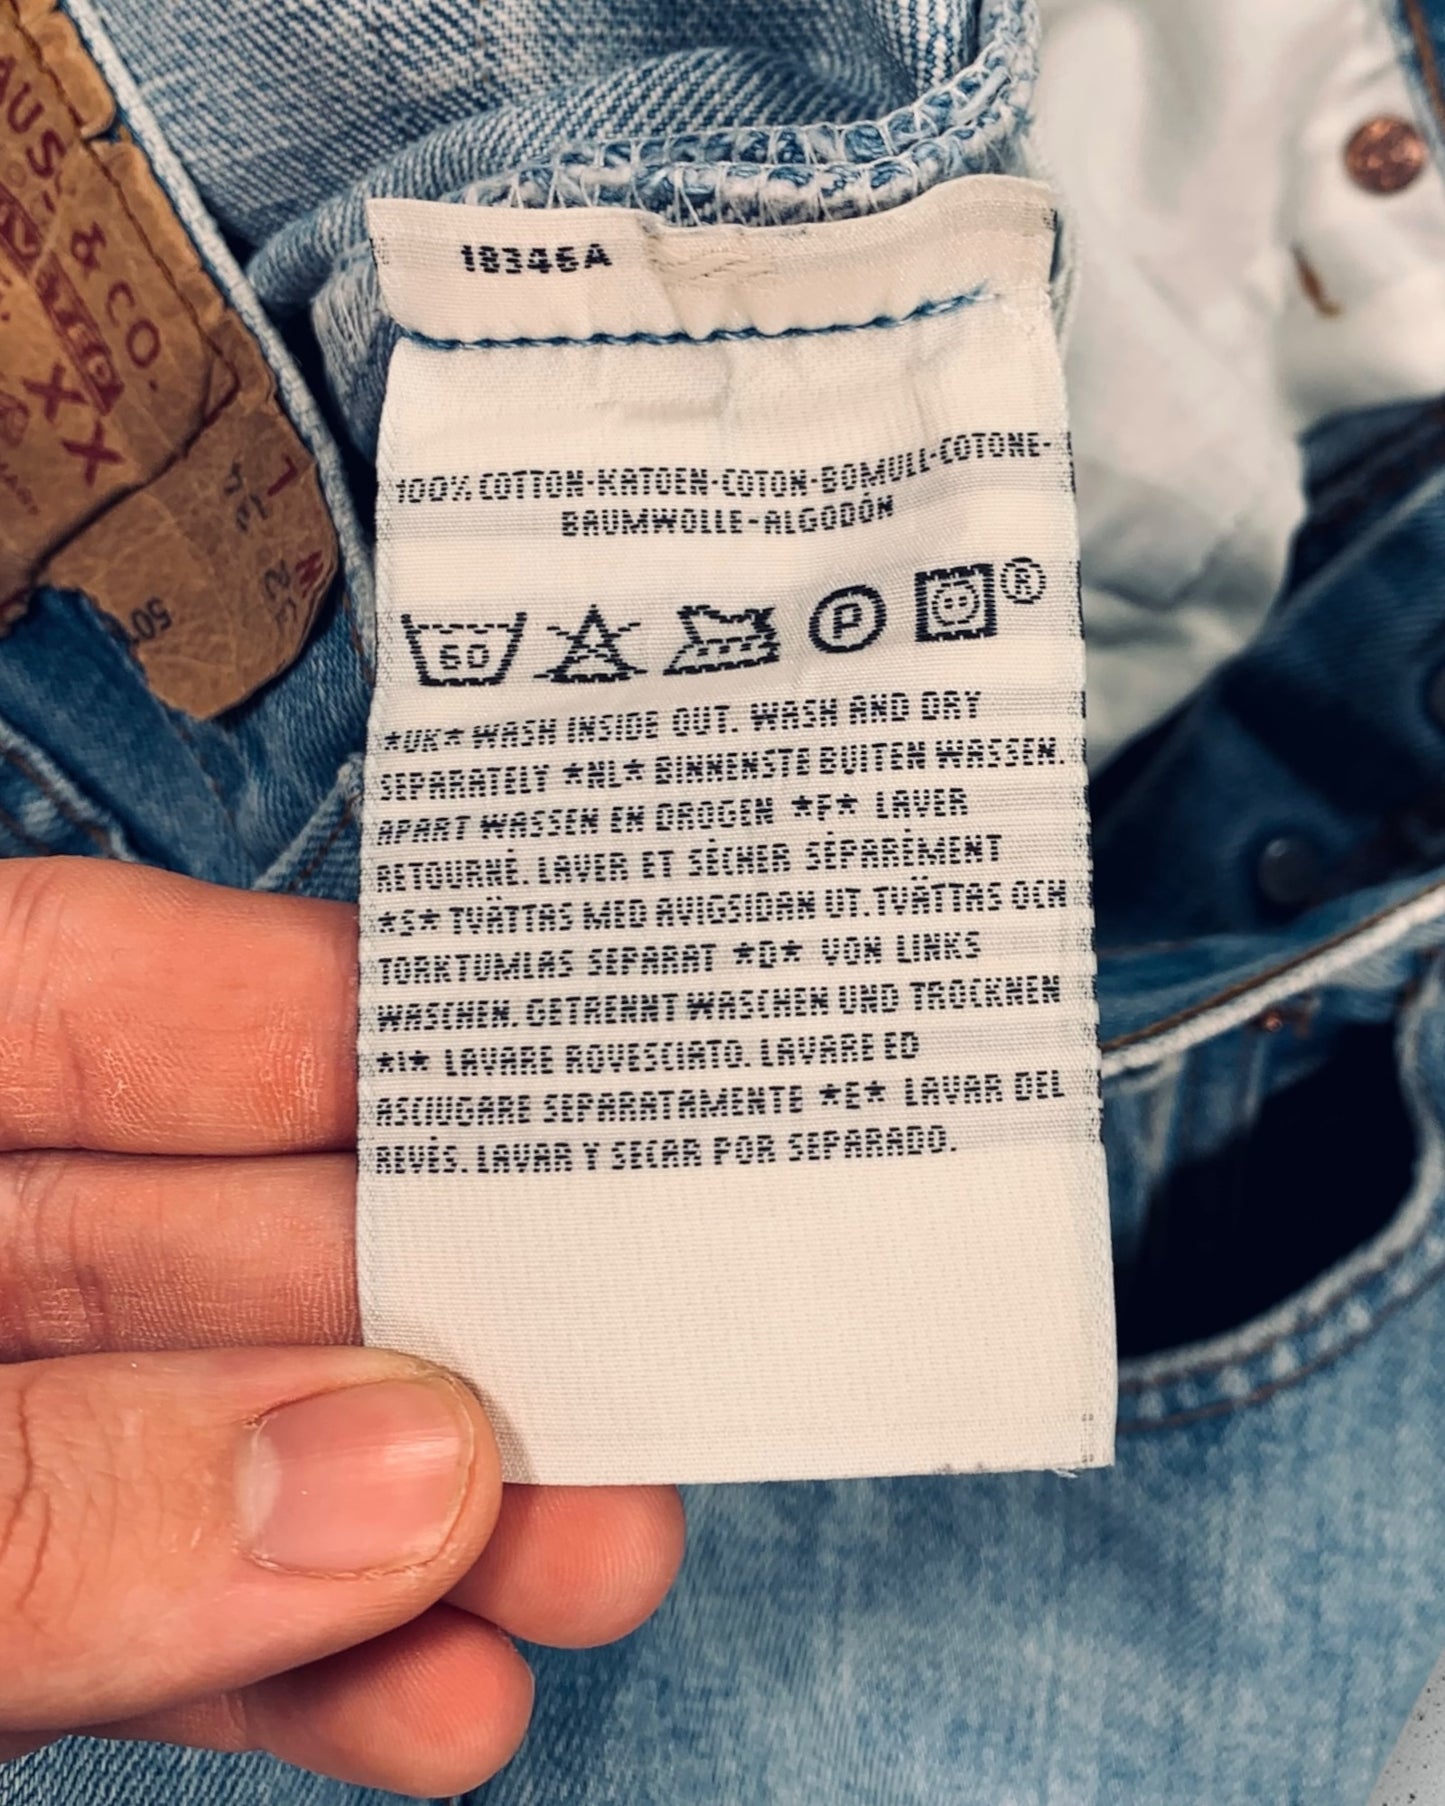 AUSS
& CO.
XX
L
W
50
18346A
100% COTTON-KATOEN-COTON-BOMULL-COTONE-
BAUMWOLLE-ALGODÓN
60
P
®
*UK* WASH INSIDE OUT. WASH AND DRY
SEPARATELY *NL* BINNENSTE BUITEN WASSEN.
APART WASSEN EN DROGEN *F* LAVER
RETOURNÉ. LAVER ET SÈCHER SÉPARÉMENT
*S* TVÄTTAS MED AVIGSIDAN UT. TVÄTTAS OCH
TORKTUMLAS SEPARAT *D* VON LINKS
WASCHEN. GETRENNT WASCHEN UND TROCKNEN
*I* LAVARE ROVESCIATO. LAVARE ED
ASCIUGARE SEPARATAMENTE *E* LAVAR DEL
REVÉS. LAVAR Y SECAR POR SEPARADO.